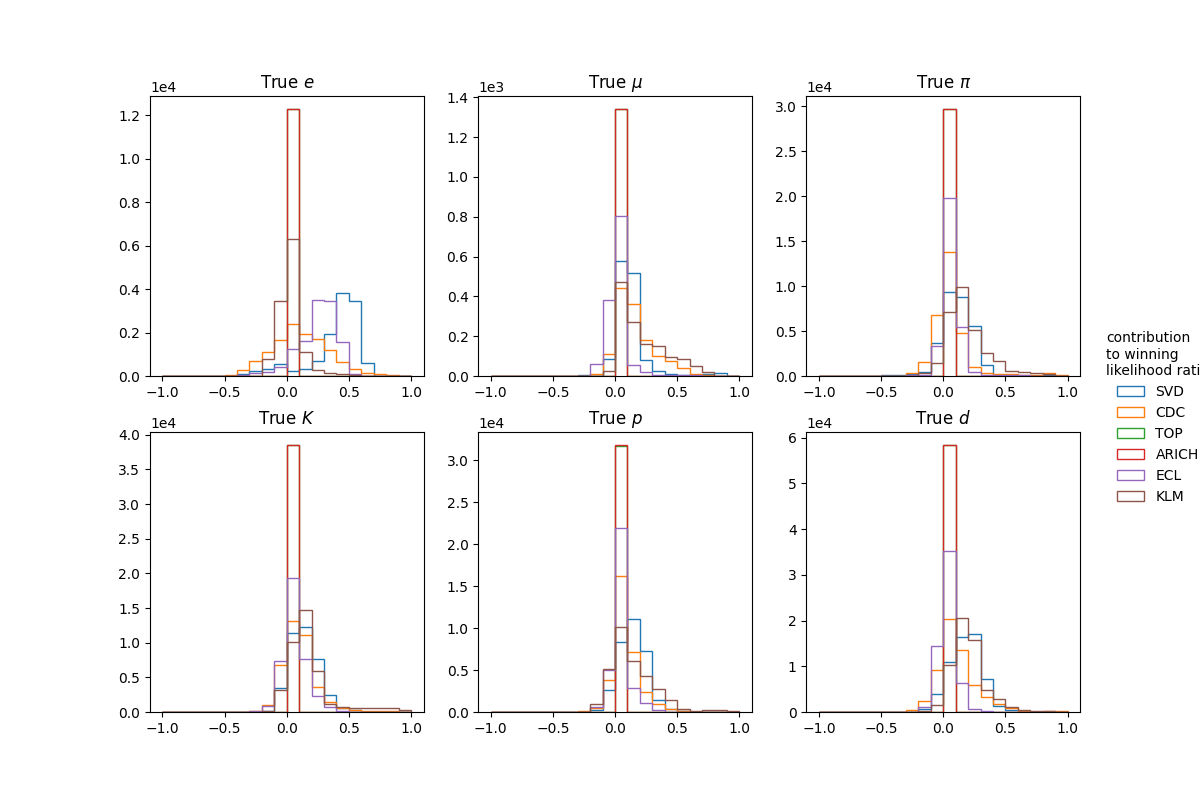 True e
True μ
True π
1e4
1e3
1e4
1.2
1.0
0.8
0.6
0.4
0.2
0.0
1.4
1.2
1.0
0.8
0.6
0.4
0.2
0.0
3.0
2.5
2.0
1.5
1.0
0.5
0.0
−1.0 −0.5 0.0 0.5 1.0
−1.0 −0.5 0.0 0.5 1.0
−1.0 −0.5 0.0 0.5 1.0
True K
True p
True d
1e4
1e4
1e4
4.0
3.5
3.0
2.5
2.0
1.5
1.0
0.5
0.0
3.0
2.5
2.0
1.5
1.0
0.5
0.0
6
5
4
3
2
1
0
−1.0 −0.5 0.0 0.5 1.0
−1.0 −0.5 0.0 0.5 1.0
−1.0 −0.5 0.0 0.5 1.0
contribution
to winning
likelihood rati
SVD
CDC
TOP
ARICH
ECL
KLM